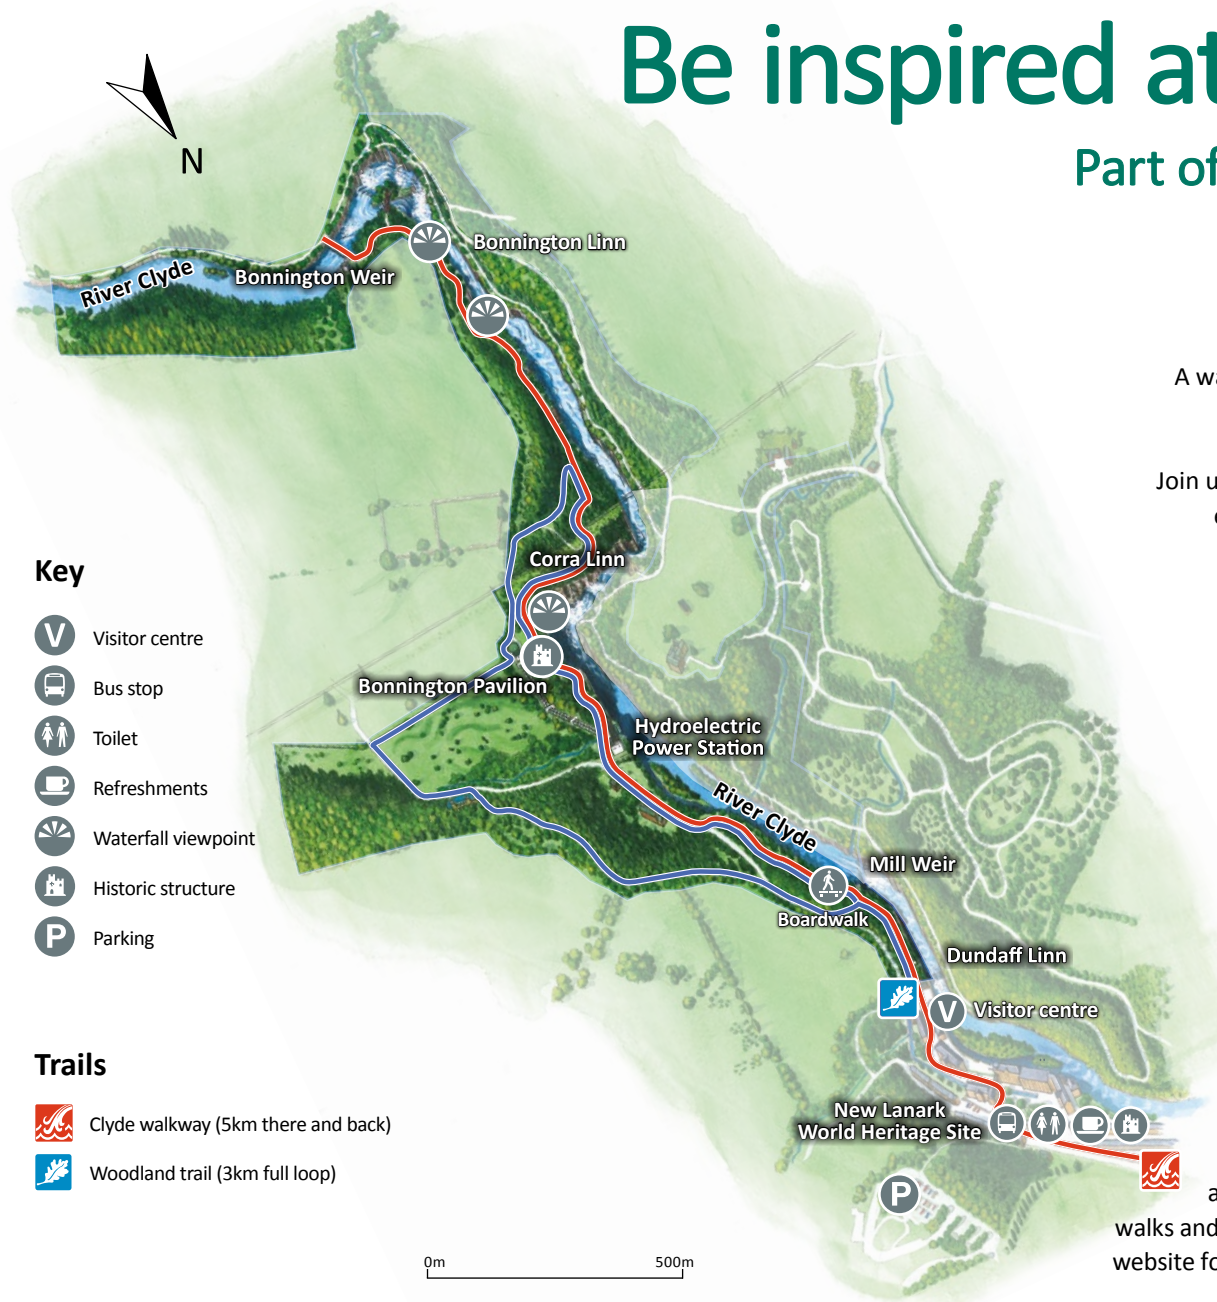 Be inspired at
Part of
N
Bonnington Linn
River Clyde
Bonnington Weir
A wa
Join u
Corra Linn
Key
V Visitor centre
Bus stop
Toilet
Refreshments
Waterfall viewpoint
Historic structure
P Parking
Bonnington Pavilion
Hydroelectric
Power Station
River Clyde
Mill Weir
Boardwalk
Dundaff Linn
V Visitor centre
Trails
Clyde walkway (5km there and back)
Woodland trail (3km full loop)
New Lanark
World Heritage Site
P
a
walks and
website fo
0m 500m